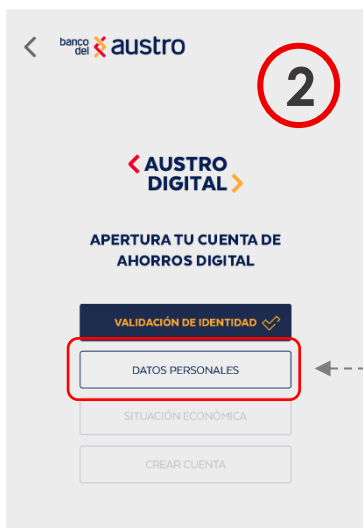 banco del austro
2
AUSTRO
DIGITAL
APERTURA TU CUENTA DE
AHORROS DIGITAL
VALIDACIÓN DE IDENTIDAD
DATOS PERSONALES
SITUACIÓN ECONÓMICA
CREAR CUENTA